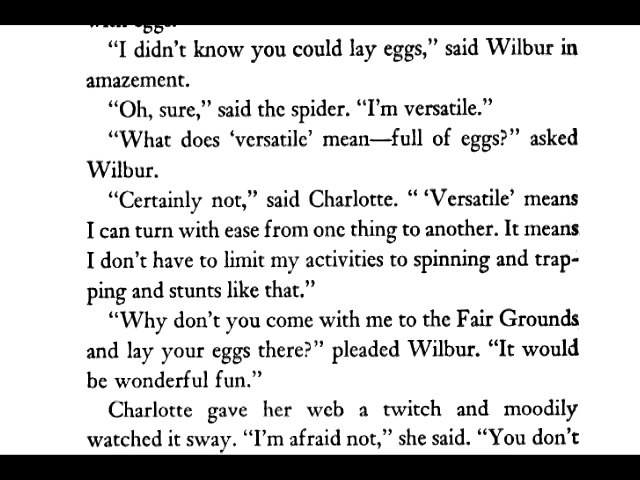 with eggs.
"I didn't know you could lay eggs," said Wilbur in
amazement.
"Oh, sure," said the spider. "I'm versatile."
"What does 'versatile' mean—full of eggs?" asked
Wilbur.
"Certainly not," said Charlotte. " 'Versatile' means
I can turn with ease from one thing to another. It means
I don't have to limit my activities to spinning and trap-
ping and stunts like that."
"Why don't you come with me to the Fair Grounds
and lay your eggs there?" pleaded Wilbur. "It would
be wonderful fun."
Charlotte gave her web a twitch and moodily
watched it sway. "I'm afraid not," she said. "You don't